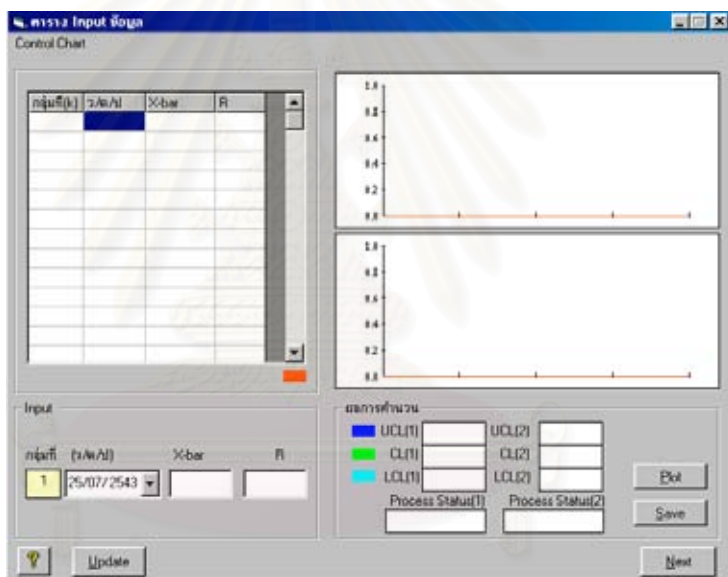 ตาราง Input ข้อมูล
Control Chart
กลุ่มที่(k) ว/ด/ป X-bar R
1.0
0.8
0.6
0.4
0.2
0.0
1.0
0.8
0.6
0.4
0.2
0.0
Input
กลุ่มที่ (ว/ด/ป) X-bar R
1 25/07/2543
ผลการคำนวน
UCL(1) UCL(2)
CL(1) CL(2)
LCL(1) LCL(2)
Process Status(1) Process Status(2)
Plot
Save
? Update Next